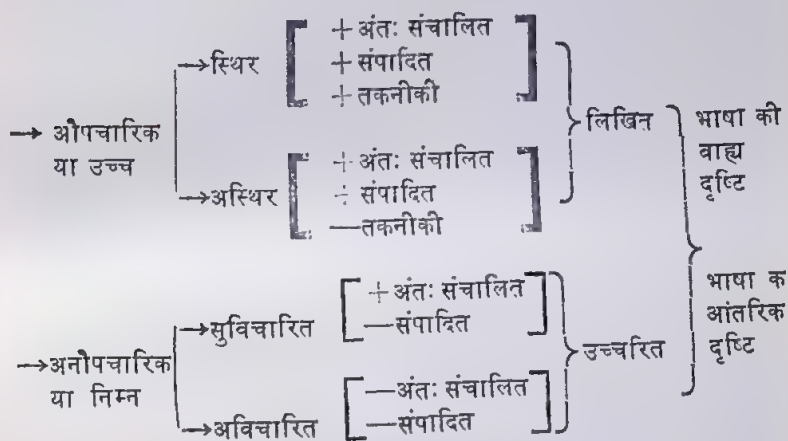 +अंत: संचालित
→स्थिर +संपादित
+तकनीकी
→ औपचारिक लिखित भाषा की
या उच्च वाह्य
दृष्टि
+अंत: संचालित
→अस्थिर ÷संपादित
—तकनीकी
→सुविचारित +अंत: संचालित भाषा क
—संपादित आंतरिक
→अनौपचारिक उच्चरित दृष्टि
या निम्न
—अंत: संचालित
→अविचारित —संपादित